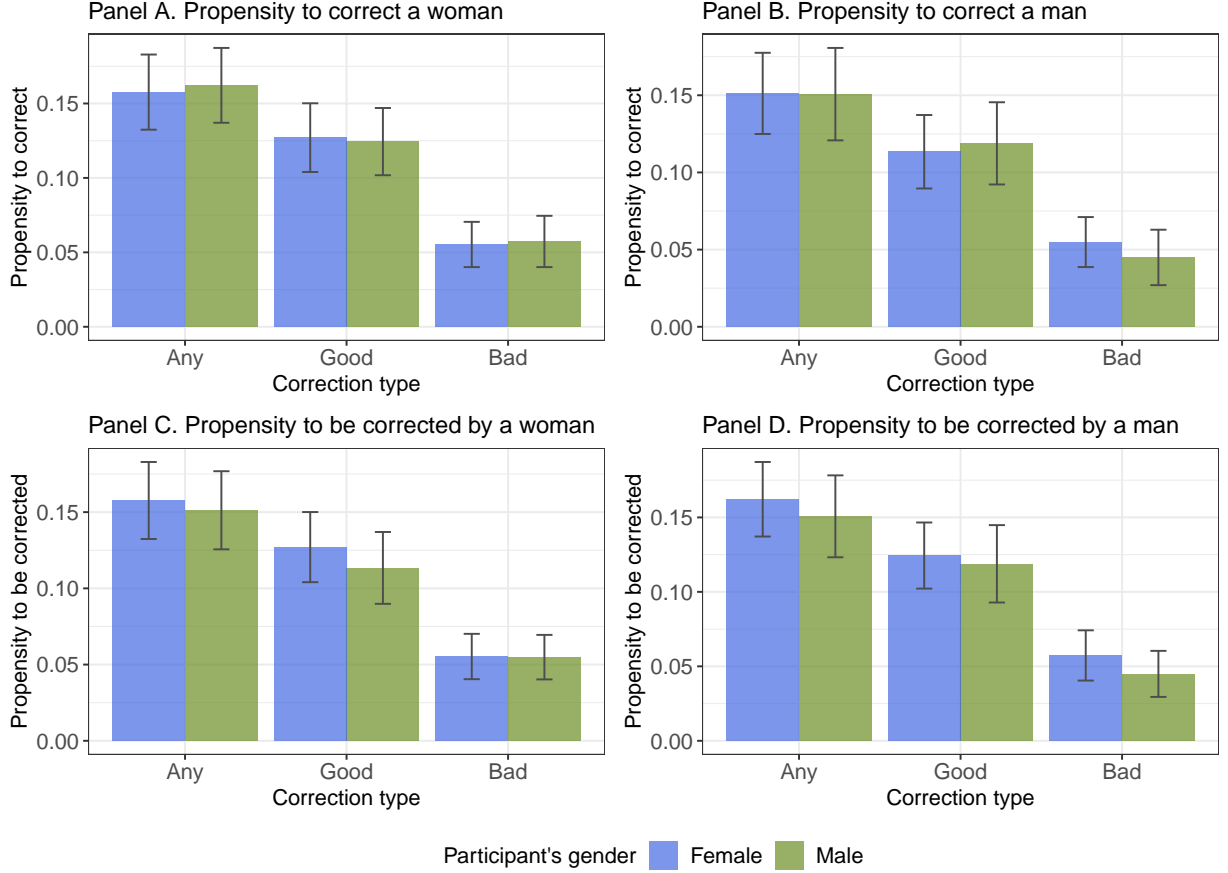 Panel A. Propensity to correct a woman
Propensity to correct
0.15
0.10
0.05
0.00
Any Good Bad
Correction type
Panel B. Propensity to correct a man
Propensity to correct
0.15
0.10
0.05
0.00
Any Good Bad
Correction type
Panel C. Propensity to be corrected by a woman
Propensity to be corrected
0.15
0.10
0.05
0.00
Any Good Bad
Correction type
Panel D. Propensity to be corrected by a man
Propensity to be corrected
0.15
0.10
0.05
0.00
Any Good Bad
Correction type
Participant's gender Female Male